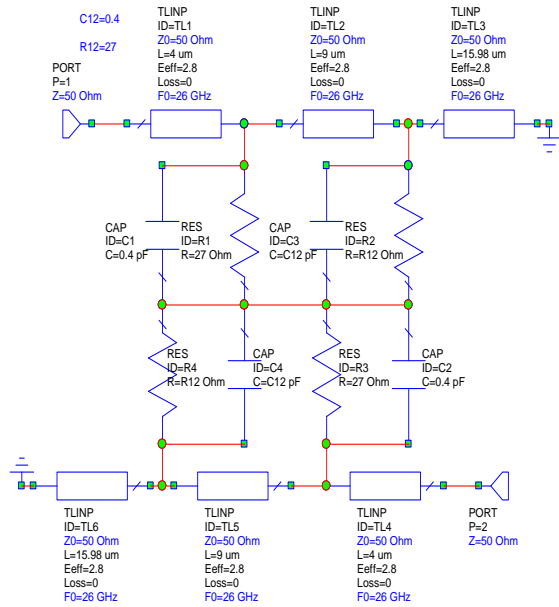 C12=0.4
R12=27
PORT
P=1
Z=50 Ohm
TLINP
ID=TL1
Z0=50 Ohm
L=4 um
Eeff=2.8
Loss=0
F0=26 GHz
TLINP
ID=TL2
Z0=50 Ohm
L=9 um
Eeff=2.8
Loss=0
F0=26 GHz
TLINP
ID=TL3
Z0=50 Ohm
L=15.98 um
Eeff=2.8
Loss=0
F0=26 GHz
CAP
ID=C1
C=0.4 pF
RES
ID=R1
R=27 Ohm
CAP
ID=C3
C=C12 pF
RES
ID=R2
R=R12 Ohm
RES
ID=R4
R=R12 Ohm
CAP
ID=C4
C=C12 pF
RES
ID=R3
R=27 Ohm
CAP
ID=C2
C=0.4 pF
TLINP
ID=TL6
Z0=50 Ohm
L=15.98 um
Eeff=2.8
Loss=0
F0=26 GHz
TLINP
ID=TL5
Z0=50 Ohm
L=9 um
Eeff=2.8
Loss=0
F0=26 GHz
TLINP
ID=TL4
Z0=50 Ohm
L=4 um
Eeff=2.8
Loss=0
F0=26 GHz
PORT
P=2
Z=50 Ohm